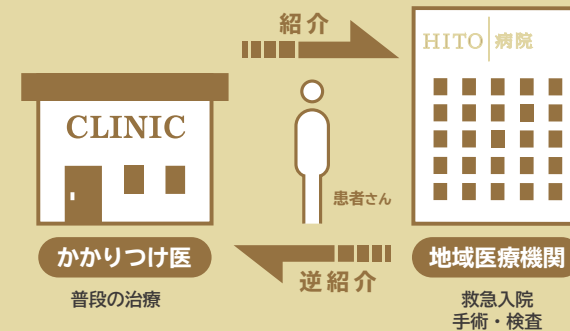 紹介
HITO 病院
CLINIC
患者さん
かかりつけ医
逆紹介
地域医療機関
普段の治療
救急入院
手術・検査